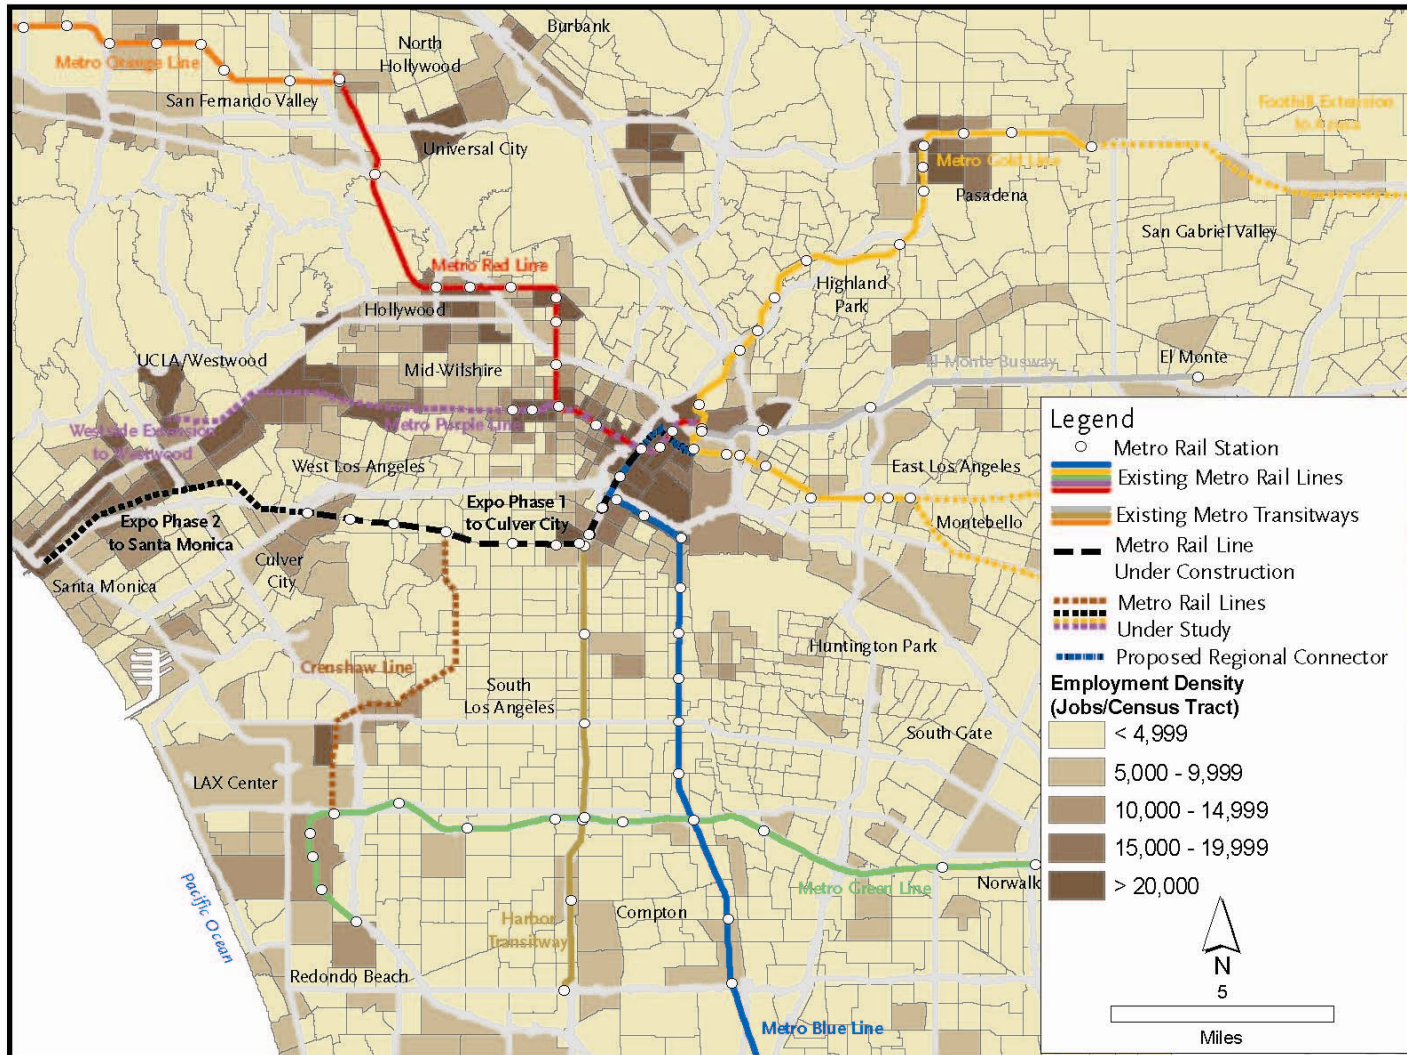 Burbank
North
Hollywood
Metro Orange Line
San Fernando Valley
Universal City
Foothill Extension
to Azusa
Metro Gold Line
Pasadena
San Gabriel Valley
Metro Red Line
Highland
Park
Hollywood
UCLA/Westwood
Mid-Wilshire
El Monte Busway
El Monte
Westside Extension
to Westwood
Metro Purple Line
West Los Angeles
East Los Angeles
Expo Phase 1
to Culver City
Expo Phase 2
to Santa Monica
Montebello
Culver
City
Santa Monica
Huntington Park
Crenshaw Line
South
Los Angeles
South Gate
LAX Center
Metro Green Line
Norwalk
Pacific Ocean
Harbor
Transitway
Compton
Redondo Beach
Metro Blue Line
Legend
Metro Rail Station
Existing Metro Rail Lines
Existing Metro Transitways
Metro Rail Line
Under Construction
Metro Rail Lines
Under Study
Proposed Regional Connector
Employment Density
(Jobs/Census Tract)
< 4,999
5,000 - 9,999
10,000 - 14,999
15,000 - 19,999
> 20,000
N
5
Miles